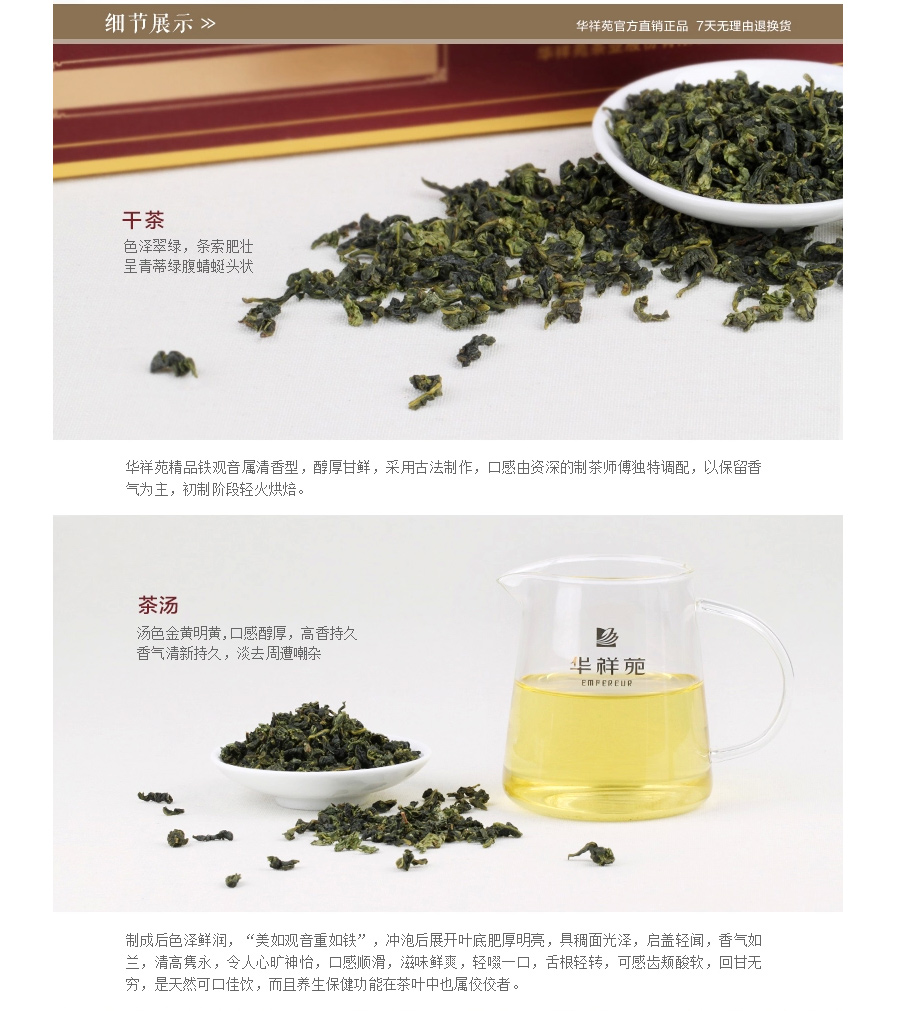 细节展示 >>
华祥苑官方直销正品 7天无理由退换货
干茶
色泽翠绿，条索肥壮
呈青蒂绿腹蜻蜓头状
华祥苑精品铁观音属清香型，醇厚甘鲜，采用古法制作，口感由资深的制茶师傅独特调配，以保留香
气为主，初制阶段轻火烘焙。
茶汤
汤色金黄明黄,口感醇厚，高香持久
香气清新持久，淡去周遭嘲杂
华祥苑
EMPEREUR
制成后色泽鲜润，“美如观音重如铁”，冲泡后展开叶底肥厚明亮，具稠面光泽，启盖轻闻，香气如
兰，清高隽永，令人心旷神怡，口感顺滑，滋味鲜爽，轻啜一口，舌根轻转，可感齿颊酸软，回甘无
穷，是天然可口佳饮，而且养生保健功能在茶叶中也属佼佼者。